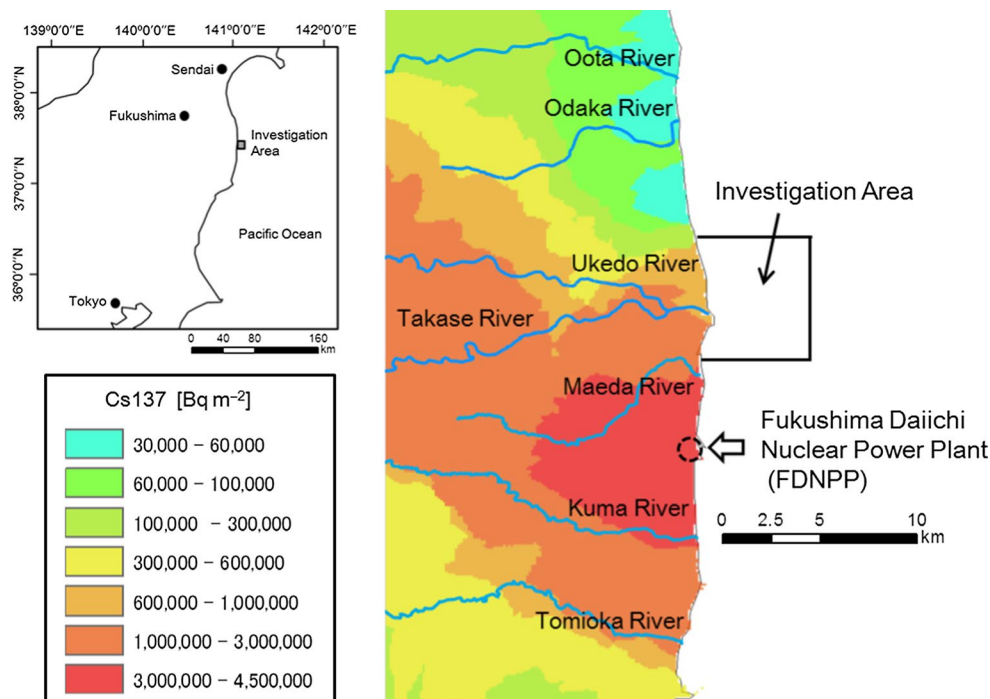 139°0'0"E 140°0'0"E 141°0'0"E 142°0'0"E
38°0'0"N
37°0'0"N
36°0'0"N
Sendai
Fukushima
Investigation
Area
Pacific Ocean
Tokyo
0 40 80 160
km
Cs137 [Bq m⁻²]
30,000 – 60,000
60,000 – 100,000
100,000 – 300,000
300,000 – 600,000
600,000 – 1,000,000
1,000,000 – 3,000,000
3,000,000 – 4,500,000
Oota River
Odaka River
Investigation Area
Ukedo River
Takase River
Maeda River
Fukushima Daiichi
Nuclear Power Plant
(FDNPP)
Kuma River
0 2.5 5 10
km
Tomioka River